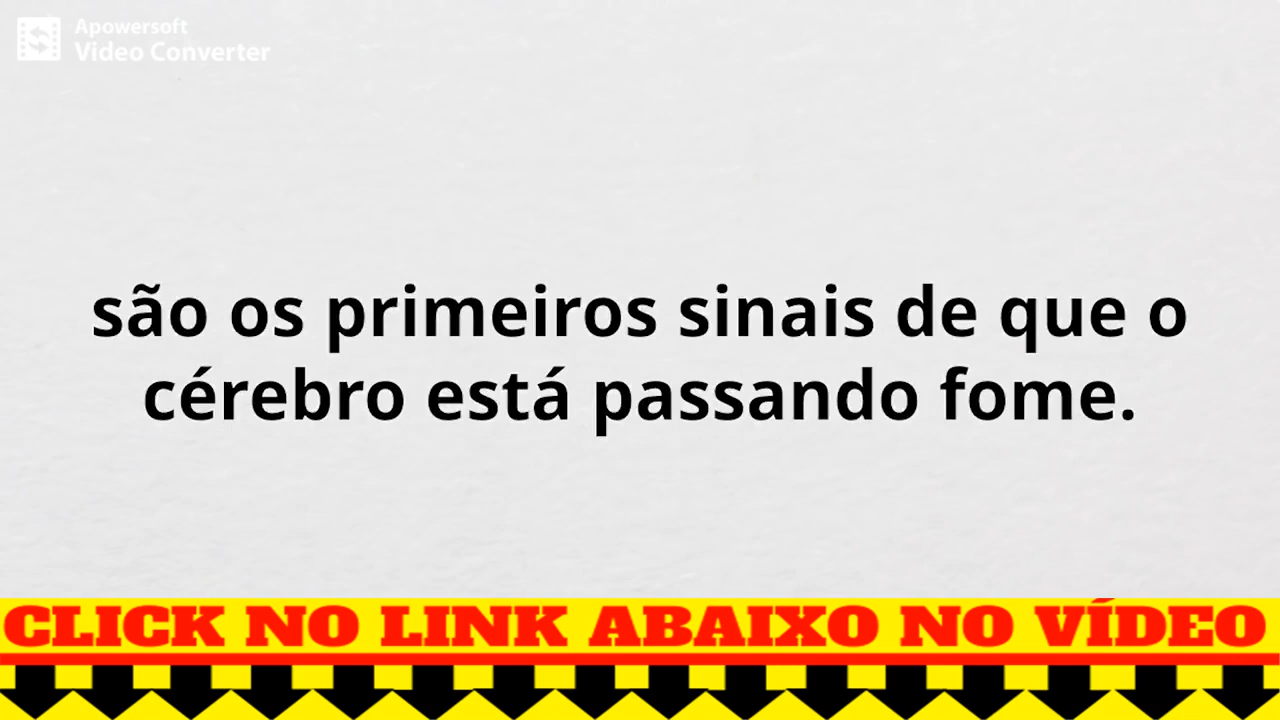 Apowersoft
Video Converter
são os primeiros sinais de que o
cérebro está passando fome.
CLICK NO LINK ABAIXO NO VÍDEO